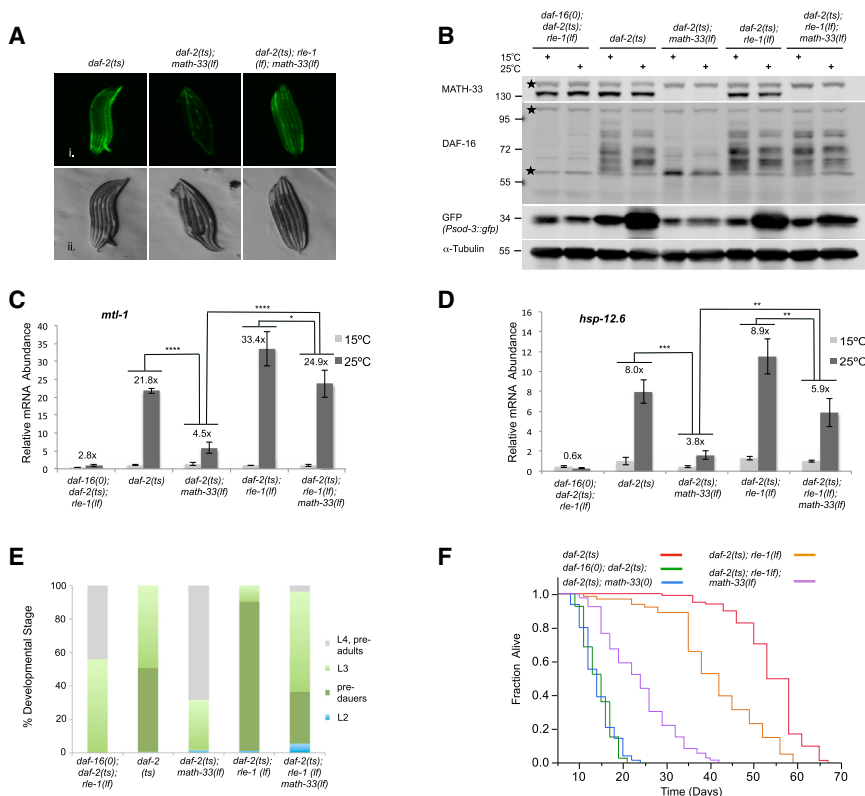 A
daf-2(ts)
daf-2(ts);
math-33(lf)
daf-2(ts); rle-1
(lf); math-33(lf)
i.
ii.
B
daf-16(0);
daf-2(ts);
rle-1(lf)
daf-2(ts)
daf-2(ts);
math-33(lf)
daf-2(ts);
rle-1(lf)
daf-2(ts);
rle-1(lf);
math-33(lf)
15°C + + + + +
25°C + + + + +
MATH-33
130
95
DAF-16
72
55
GFP
(Psod-3::gfp)
34
α-Tubulin
55
C
mtl-1
Relative mRNA Abundance
40
35
30
25
20
15
10
5
0
2.8x
21.8x
4.5x
33.4x
24.9x
****
****
*
15ºC
25ºC
daf-16(0);
daf-2(ts);
rle-1(lf)
daf-2(ts)
daf-2(ts);
math-33(lf)
daf-2(ts);
rle-1(lf)
daf-2(ts);
rle-1(lf);
math-33(lf)
D
hsp-12.6
Relative mRNA Abundance
16
14
12
10
8
6
4
2
0
0.6x
8.0x
3.8x
8.9x
5.9x
***
**
**
15ºC
25ºC
daf-16(0);
daf-2(ts);
rle-1(lf)
daf-2(ts)
daf-2(ts);
math-33(lf)
daf-2(ts);
rle-1(lf)
daf-2(ts);
rle-1(lf);
math-33(lf)
E
% Developmental Stage
100
80
60
40
20
0
L4, pre-
adults
L3
pre-
dauers
L2
daf-16(0);
daf-2(ts);
rle-1(lf)
daf-2
(ts)
daf-2(ts);
math-33(lf)
daf-2(ts);
rle-1 (lf)
daf-2(ts);
rle-1 (lf)
math-33(lf)
F
daf-2(ts)
daf-16(0); daf-2(ts);
daf-2(ts); math-33(0)
daf-2(ts); rle-1(lf)
daf-2(ts); rle-1lf);
math-33(lf)
Fraction Alive
1.0
0.8
0.6
0.4
0.2
0.0
10 20 30 40 50 60 70
Time (Days)